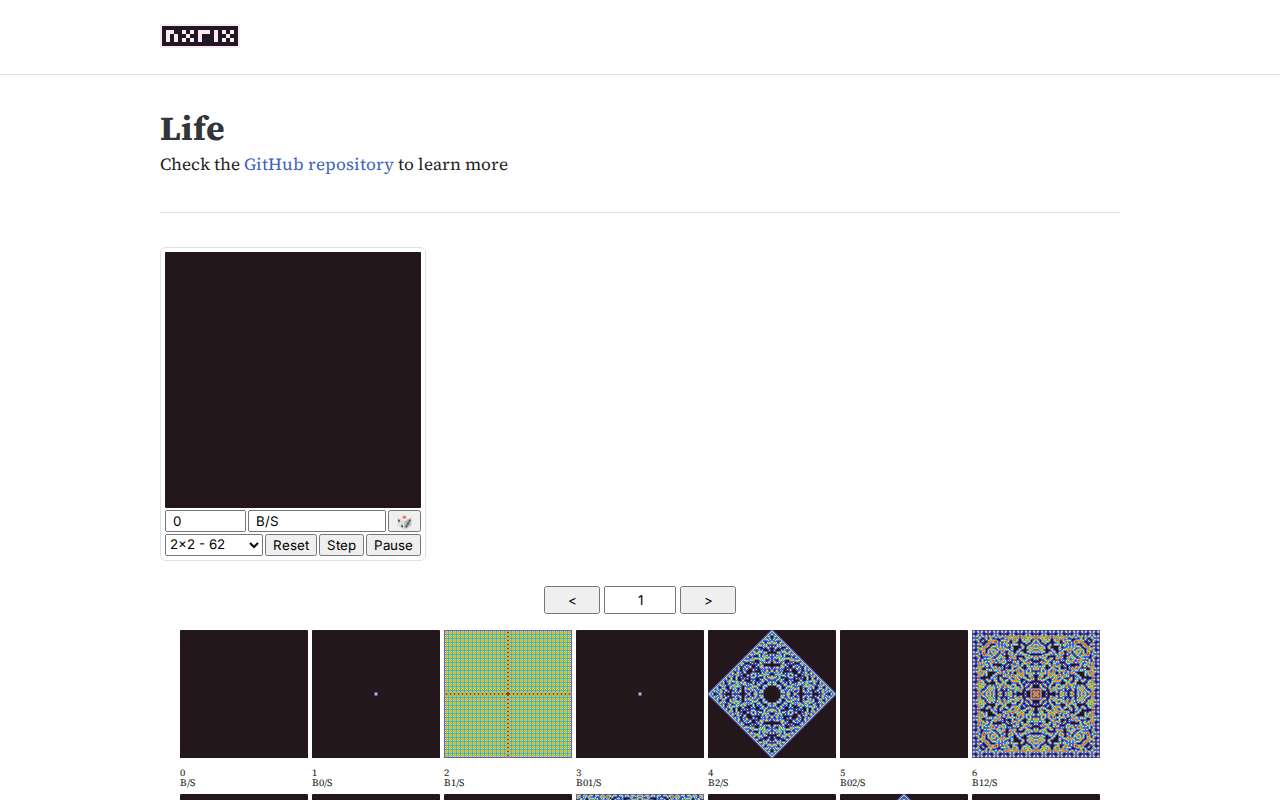 nxrix
Life
Check the GitHub repository to learn more
0
B/S
2×2 - 62
Reset
Step
Pause
<
1
>
0
B/S
1
B0/S
2
B1/S
3
B01/S
4
B2/S
5
B02/S
6
B12/S